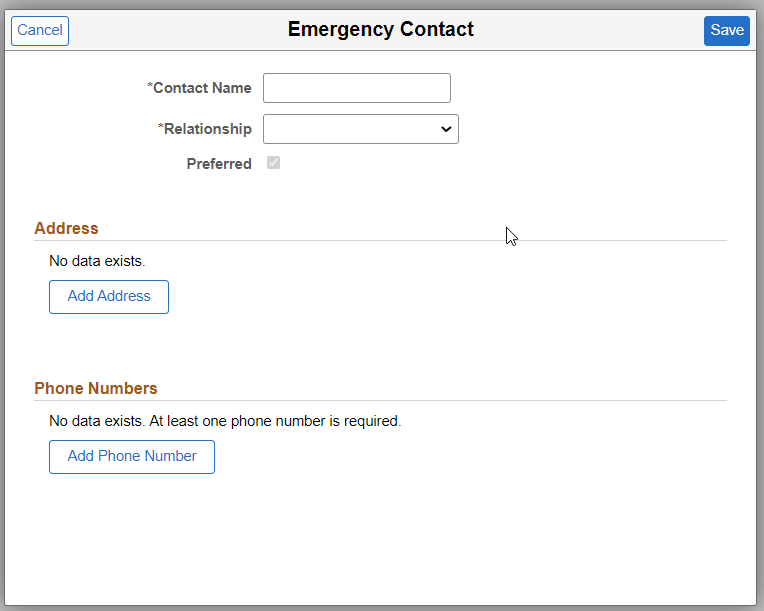 Cancel
Emergency Contact
Save
*Contact Name
*Relationship
Preferred
Address
No data exists.
Add Address
Phone Numbers
No data exists. At least one phone number is required.
Add Phone Number